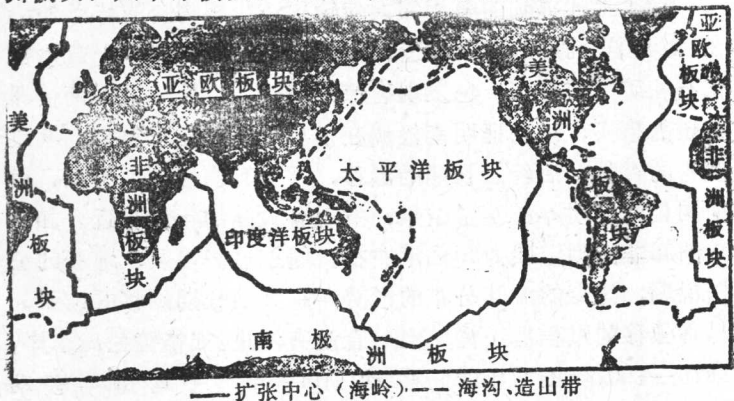 亚欧板块
美洲板块
非洲板块
印度洋板块
太平洋板块
美洲板块
亚欧板块
非洲板块
南极洲板块
——扩张中心（海岭）---- 海沟、造山带